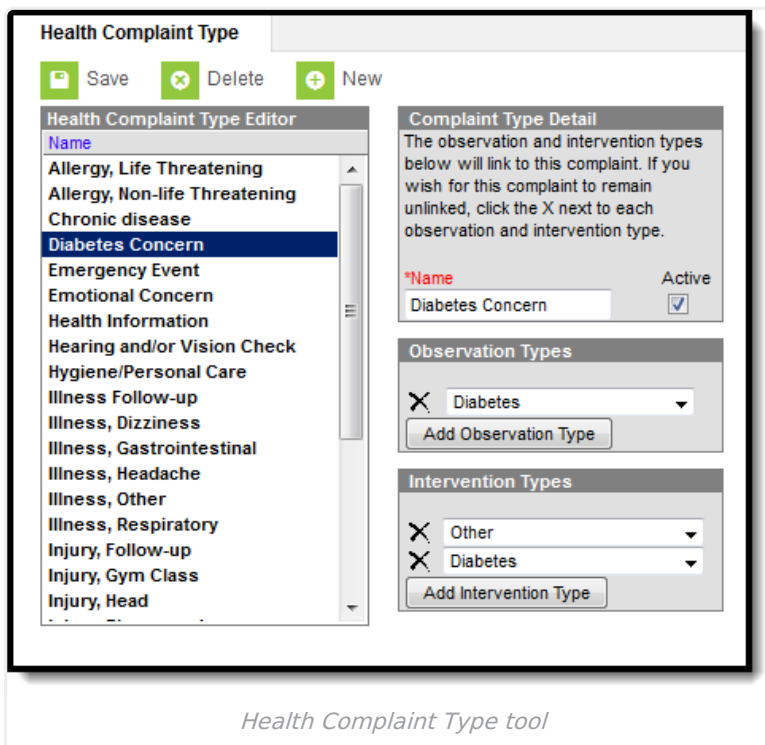 Health Complaint Type
Save Delete New
Health Complaint Type Editor
Name
Allergy, Life Threatening
Allergy, Non-life Threatening
Chronic disease
Diabetes Concern
Emergency Event
Emotional Concern
Health Information
Hearing and/or Vision Check
Hygiene/Personal Care
Illness Follow-up
Illness, Dizziness
Illness, Gastrointestinal
Illness, Headache
Illness, Other
Illness, Respiratory
Injury, Follow-up
Injury, Gym Class
Injury, Head
Complaint Type Detail
The observation and intervention types
below will link to this complaint. If you
wish for this complaint to remain
unlinked, click the X next to each
observation and intervention type.
*Name Active
Diabetes Concern
Observation Types
Diabetes
Add Observation Type
Intervention Types
Other
Diabetes
Add Intervention Type
Health Complaint Type tool